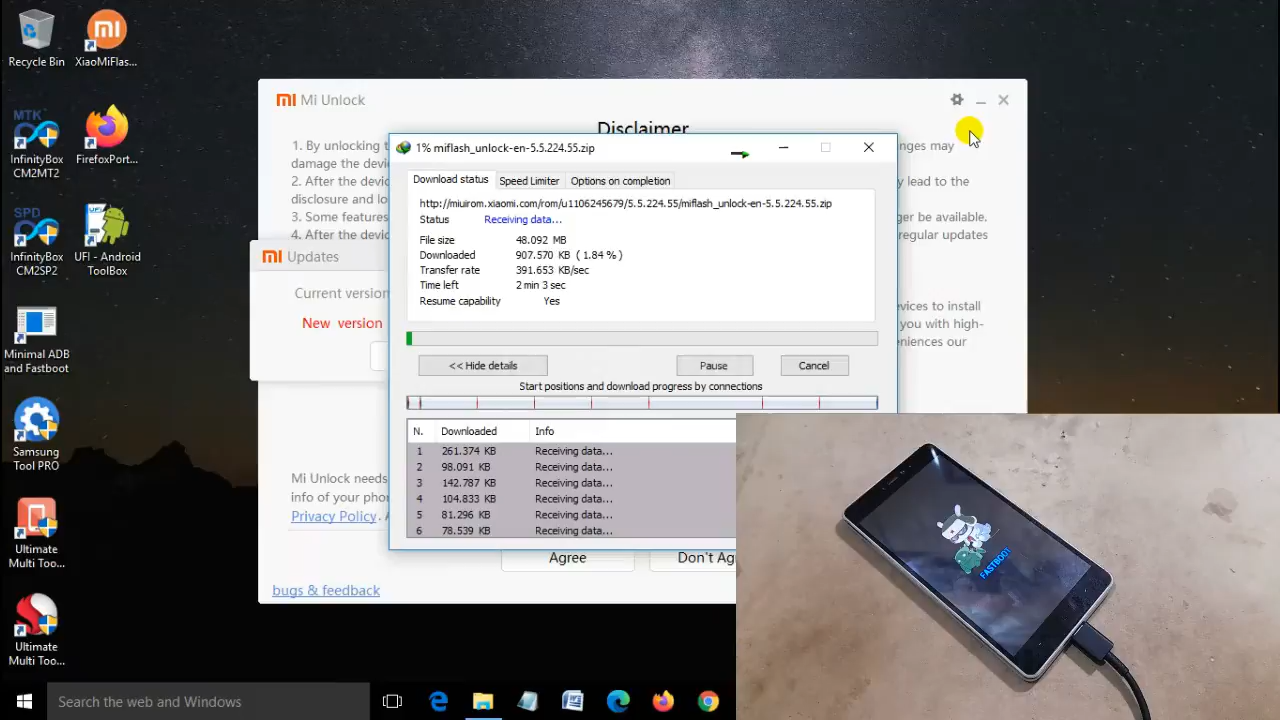 Recycle Bin
XiaoMiFlas...
MTK
InfinityBox
CM2MT2
FirefoxPort...
SPD
InfinityBox
CM2SP2
UFI
UFI - Android
ToolBox
Minimal ADB
and Fastboot
Samsung
Tool PRO
Ultimate
Multi Too...
Ultimate
Multi Too...
Mi Unlock
Disclaimer
1. By unlocking
nges may
damage the devic
2. After the devic
y lead to the
disclosure and lo
3. Some features
ger be available.
4. After the devic
regular updates
evices to install
you with high-
eniences our
Mi Unlock needs
info of your phon
Privacy Policy. A
Agree
Don't Ag
bugs & feedback
Updates
Current version
New version
1% miflash_unlock-en-5.5.224.55.zip
Download status
Speed Limiter
Options on completion
http://miuirom.xiaomi.com/rom/u1106245679/5.5.224.55/miflash_unlock-en-5.5.224.55.zip
Status Receiving data...
File size 48.092 MB
Downloaded 907.570 KB ( 1.84 % )
Transfer rate 391.653 KB/sec
Time left 2 min 3 sec
Resume capability Yes
<< Hide details
Pause
Cancel
Start positions and download progress by connections
N. Downloaded Info
1 261.374 KB Receiving data...
2 98.091 KB Receiving data...
3 142.787 KB Receiving data...
4 104.833 KB Receiving data...
5 81.296 KB Receiving data...
6 78.539 KB Receiving data...
FASTBOOT
Search the web and Windows